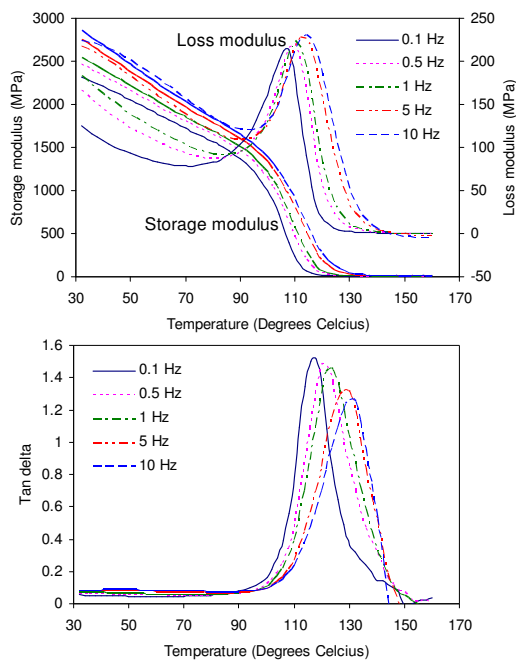 3000
2500
2000
1500
1000
500
0
Storage modulus (MPa)
250
200
150
100
50
0
-50
Loss modulus (MPa)
Loss modulus
Storage modulus
0.1 Hz
0.5 Hz
1 Hz
5 Hz
10 Hz
30 50 70 90 110 130 150 170
Temperature (Degrees Celcius)
1.6
1.4
1.2
1
0.8
0.6
0.4
0.2
0
Tan delta
0.1 Hz
0.5 Hz
1 Hz
5 Hz
10 Hz
30 50 70 90 110 130 150 170
Temperature (Degrees Celcius)